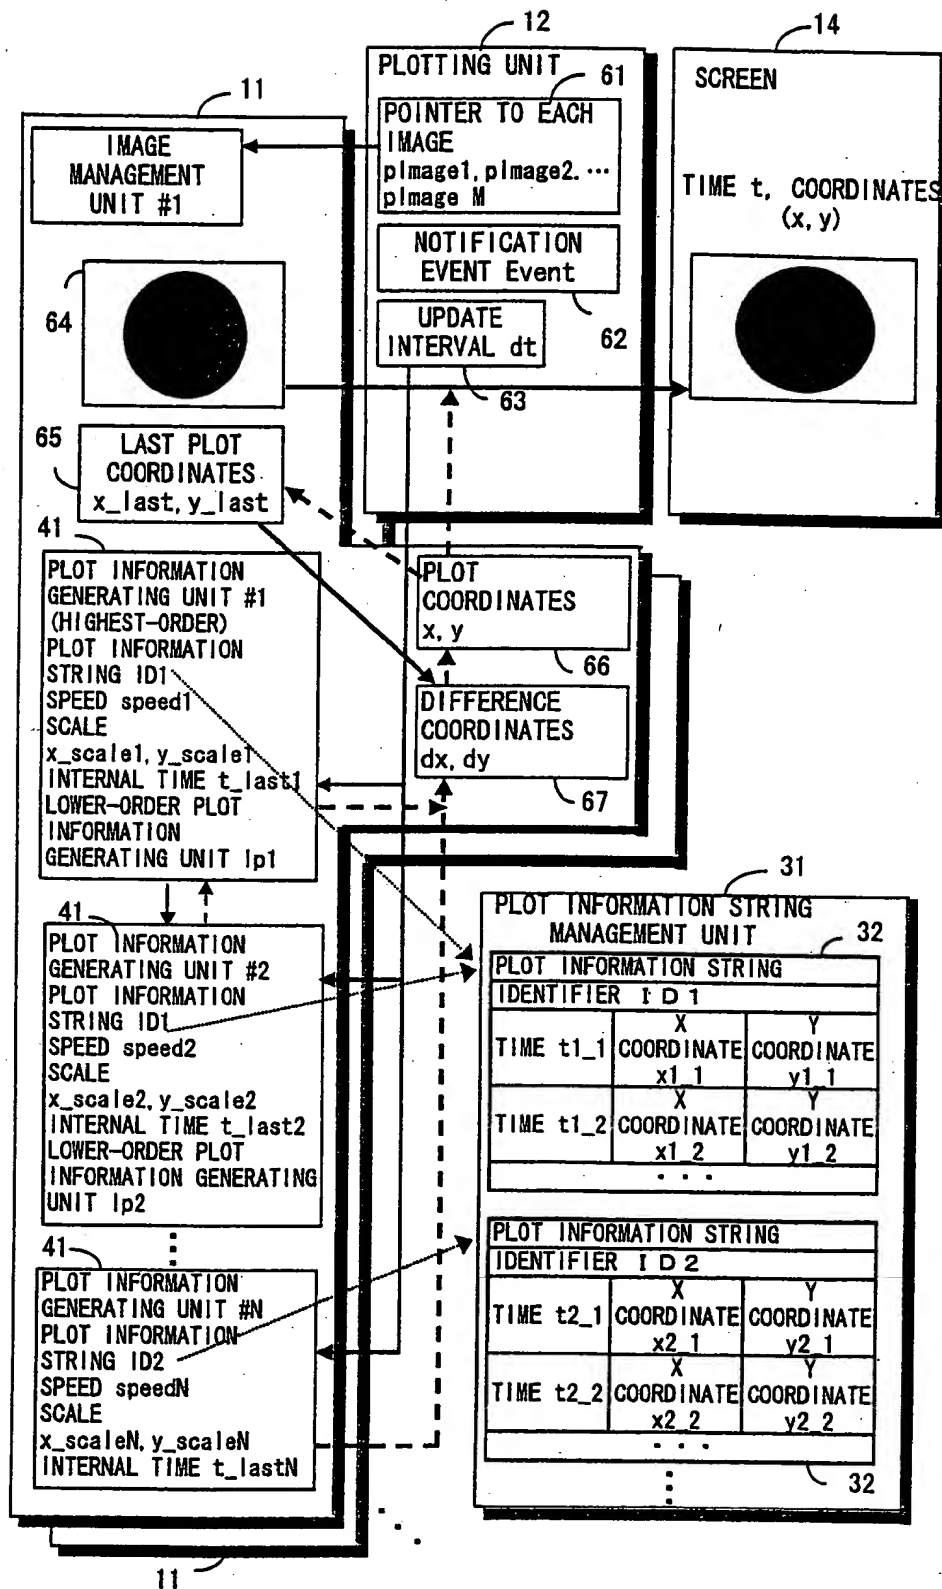 12
14
PLOTTING UNIT
61
SCREEN
11
POINTER TO EACH
IMAGE
pImage1, pImage2. ...
pImage M
IMAGE
MANAGEMENT
UNIT #1
TIME t, COORDINATES
(x, y)
NOTIFICATION
EVENT Event
62
64
UPDATE
INTERVAL dt
63
65
LAST PLOT
COORDINATES
x_last, y_last
41
PLOT INFORMATION
GENERATING UNIT #1
(HIGHEST-ORDER)
PLOT INFORMATION
STRING ID1
SPEED speed1
SCALE
x_scale1, y_scale1
INTERNAL TIME t_last1
LOWER-ORDER PLOT
INFORMATION
GENERATING UNIT lp1
PLOT
COORDINATES
x, y
66
DIFFERENCE
COORDINATES
dx, dy
67
41
PLOT INFORMATION
GENERATING UNIT #2
PLOT INFORMATION
STRING ID1
SPEED speed2
SCALE
x_scale2, y_scale2
INTERNAL TIME t_last2
LOWER-ORDER PLOT
INFORMATION GENERATING
UNIT lp2
41
PLOT INFORMATION
GENERATING UNIT #N
PLOT INFORMATION
STRING ID2
SPEED speedN
SCALE
x_scaleN, y_scaleN
INTERNAL TIME t_lastN
31
PLOT INFORMATION STRING
MANAGEMENT UNIT
32
PLOT INFORMATION STRING
IDENTIFIER ID1
TIME t1_1 X COORDINATE x1_1 Y COORDINATE y1_1
TIME t1_2 X COORDINATE x1_2 Y COORDINATE y1_2
...
PLOT INFORMATION STRING
IDENTIFIER ID2
TIME t2_1 X COORDINATE x2_1 Y COORDINATE y2_1
TIME t2_2 X COORDINATE x2_2 Y COORDINATE y2_2
...
32
11